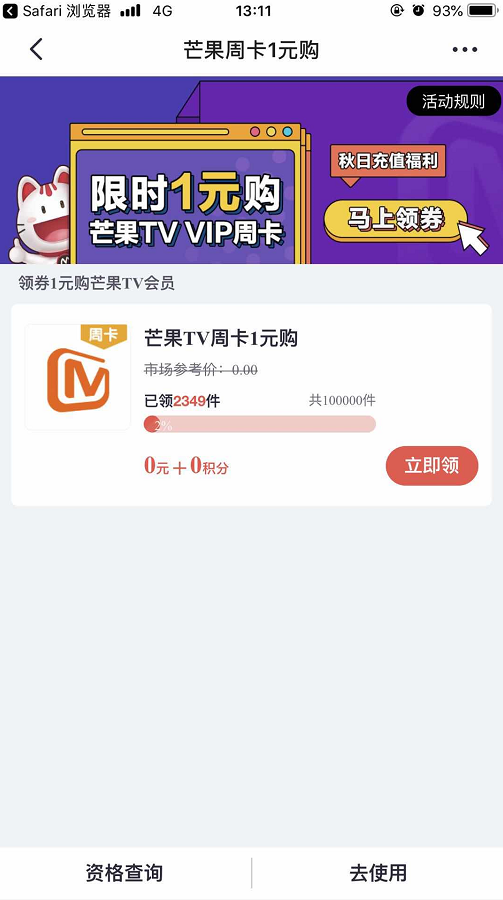 Safari 浏览器 4G 13:11 93%
芒果周卡1元购
活动规则
秋日充值福利
限时1元购
马上领券
芒果TV VIP周卡
领券1元购芒果TV会员
周卡
芒果TV周卡1元购
市场参考价：0.00
已领2349件 共100000件
2%
0元＋0积分
立即领
资格查询 去使用